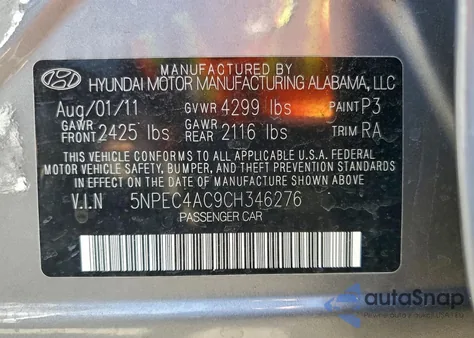 MANUFACTURED BY
HYUNDAI MOTOR MANUFACTURING ALABAMA, LLC
Aug/01/11 GVWR 4299 lbs PAINT P3
GAWR FRONT 2425 lbs GAWR REAR 2116 lbs TRIM RA
THIS VEHICLE CONFORMS TO ALL APPLICABLE U.S.A. FEDERAL
MOTOR VEHICLE SAFETY, BUMPER, AND THEFT PREVENTION
STANDARDS IN EFFECT ON THE DATE OF MANUFACTURE SHOWN ABOVE.
V.I.N 5NPEC4AC9CH346276
PASSENGER CAR
autoSnap